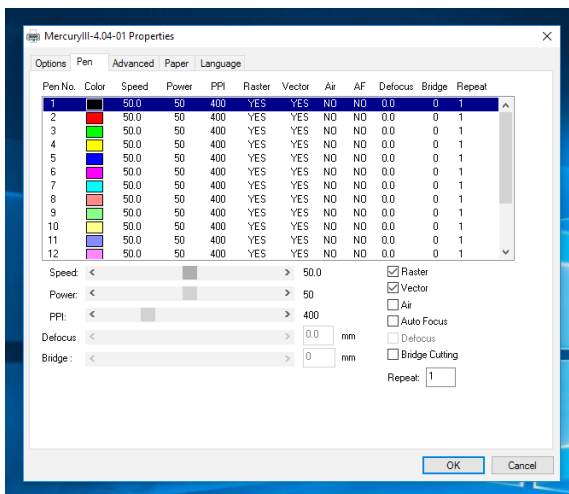 MercuryIII-4.04-01 Properties
Options Pen Advanced Paper Language
Pen No. Color Speed Power PPI Raster Vector Air AF Defocus Bridge Repeat
1 50.0 50 400 YES YES NO NO 0.0 0 1
2 50.0 50 400 YES YES NO NO 0.0 0 1
3 50.0 50 400 YES YES NO NO 0.0 0 1
4 50.0 50 400 YES YES NO NO 0.0 0 1
5 50.0 50 400 YES YES NO NO 0.0 0 1
6 50.0 50 400 YES YES NO NO 0.0 0 1
7 50.0 50 400 YES YES NO NO 0.0 0 1
8 50.0 50 400 YES YES NO NO 0.0 0 1
9 50.0 50 400 YES YES NO NO 0.0 0 1
10 50.0 50 400 YES YES NO NO 0.0 0 1
11 50.0 50 400 YES YES NO NO 0.0 0 1
12 50.0 50 400 YES YES NO NO 0.0 0 1
Speed: 50.0
Power: 50
PPI: 400
Defocus 0.0 mm
Bridge : 0 mm
Raster
Vector
Air
Auto Focus
Defocus
Bridge Cutting
Repeat: 1
OK Cancel